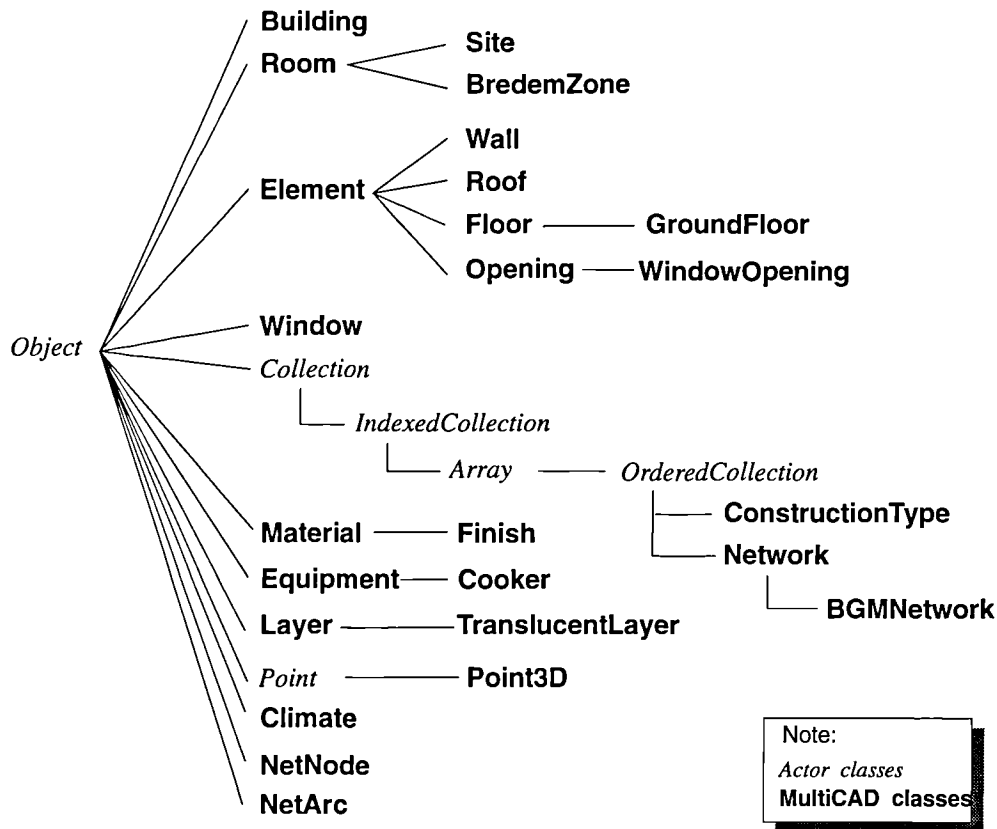 Building
Room
Site
BredemZone
Element
Wall
Roof
Floor
GroundFloor
Opening
WindowOpening
Object
Window
Collection
IndexedCollection
Array
OrderedCollection
ConstructionType
Network
BGMNetwork
Material
Finish
Equipment
Cooker
Layer
TranslucentLayer
Point
Point3D
Climate
NetNode
NetArc
Note:
Actor classes
MultiCAD classes